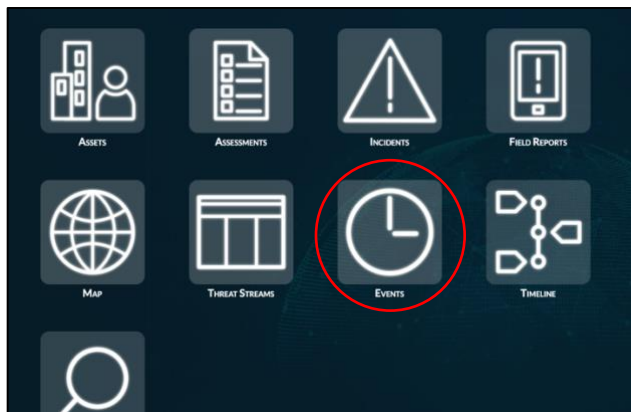 Assets
Assessments
Incidents
Field Reports
Map
Threat Streams
Events
Timeline